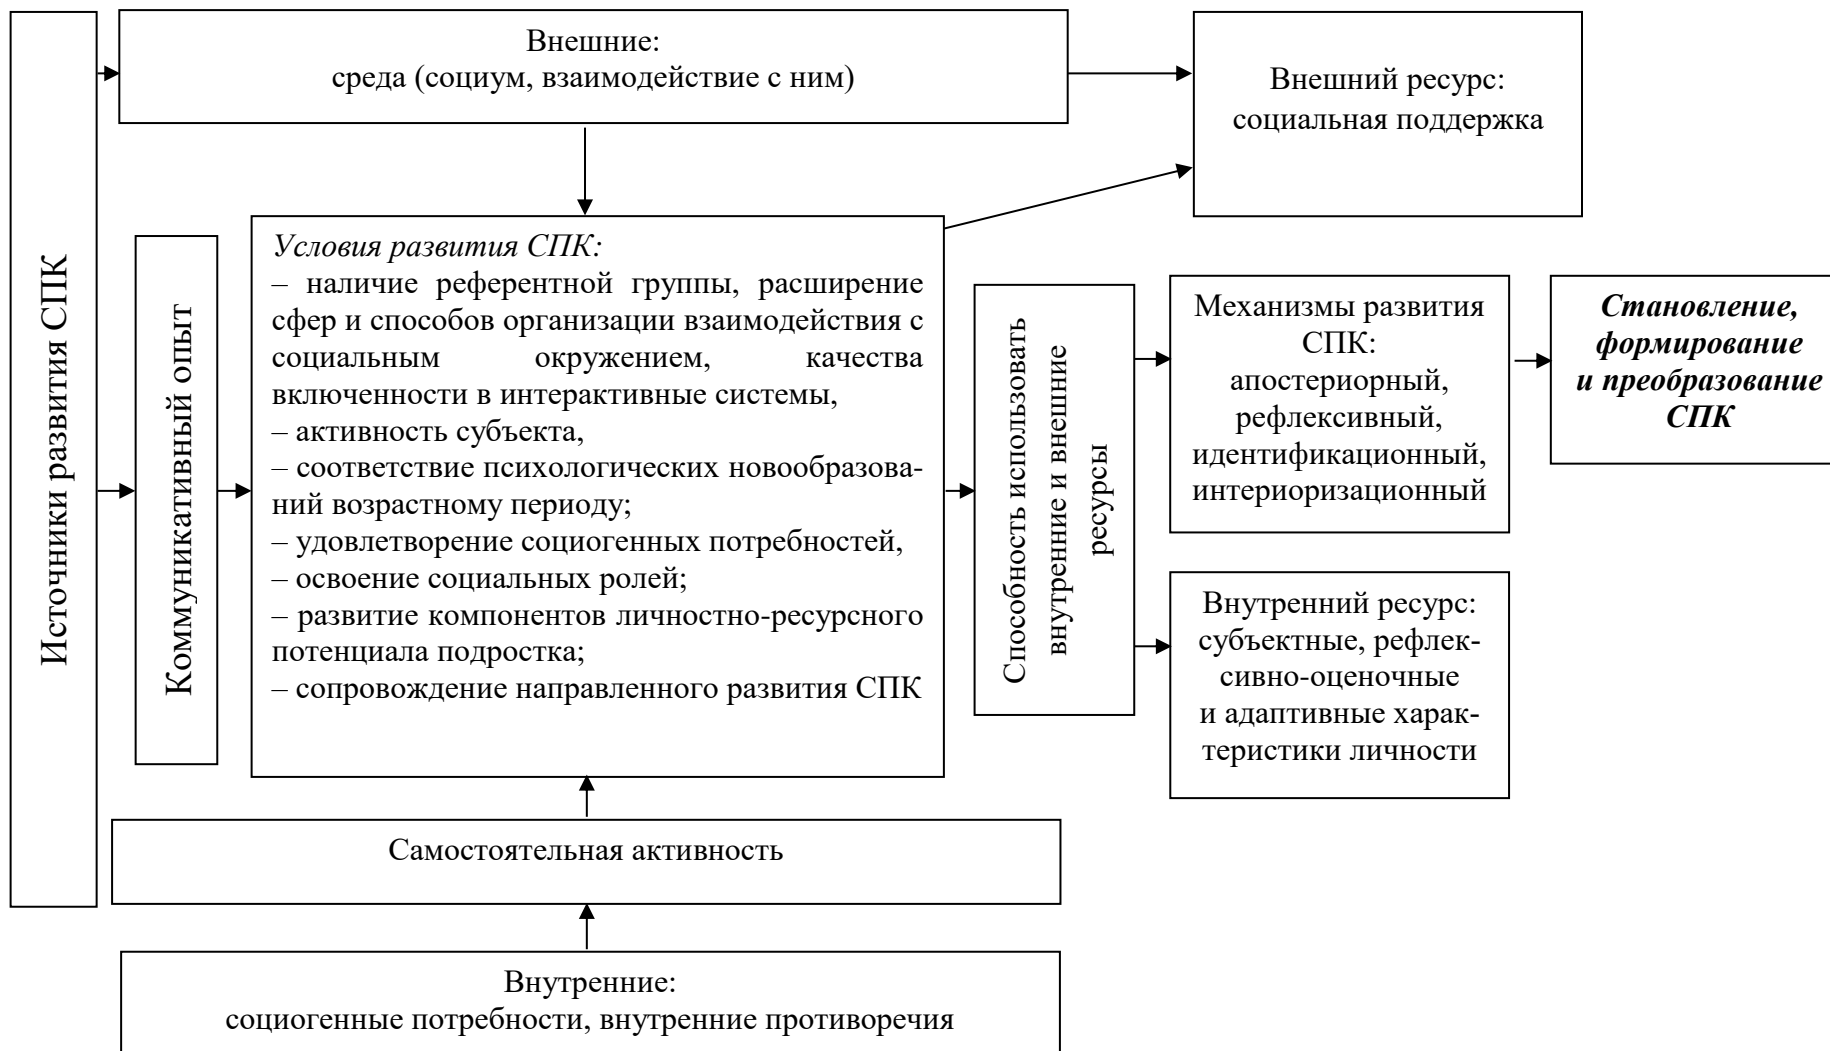 Источники развития СПК
Внешние:
среда (социум, взаимодействие с ним)
Внешний ресурс:
социальная поддержка
Коммуникативный опыт
Условия развития СПК:
– наличие референтной группы, расширение
сфер и способов организации взаимодействия с
социальным окружением, качества
включенности в интерактивные системы,
– активность субъекта,
– соответствие психологических новообразова-
ний возрастному периоду;
– удовлетворение социогенных потребностей,
– освоение социальных ролей;
– развитие компонентов личностно-ресурсного
потенциала подростка;
– сопровождение направленного развития СПК
Способность использовать
внутренние и внешние
ресурсы
Механизмы развития
СПК:
апостериорный,
рефлексивный,
идентификационный,
интериоризационный
Становление,
формирование
и преобразование
СПК
Внутренний ресурс:
субъектные, рефлек-
сивно-оценочные
и адаптивные харак-
теристики личности
Самостоятельная активность
Внутренние:
социогенные потребности, внутренние противоречия